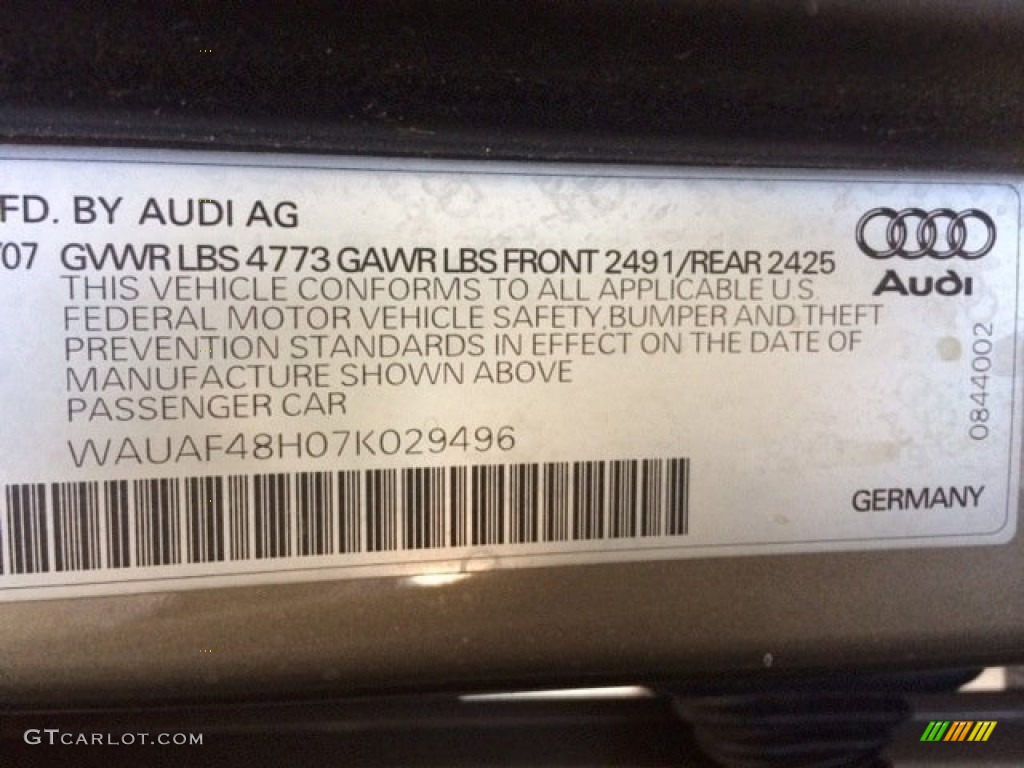 FD. BY AUDI AG
/07 GVWR LBS 4773 GAWR LBS FRONT 2491/REAR 2425
THIS VEHICLE CONFORMS TO ALL APPLICABLE U.S.
FEDERAL MOTOR VEHICLE SAFETY, BUMPER AND THEFT
PREVENTION STANDARDS IN EFFECT ON THE DATE OF
MANUFACTURE SHOWN ABOVE
PASSENGER CAR
WAUAF48H07K029496
Audi
0844002
GERMANY
GTCARLOT.COM